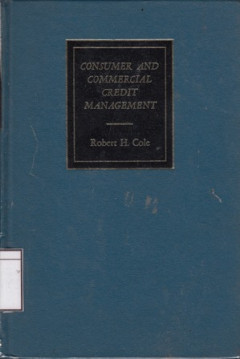 CONSUMER AND
COMMERCIAL
CREDIT
MANAGEMENT
Robert H. Cole